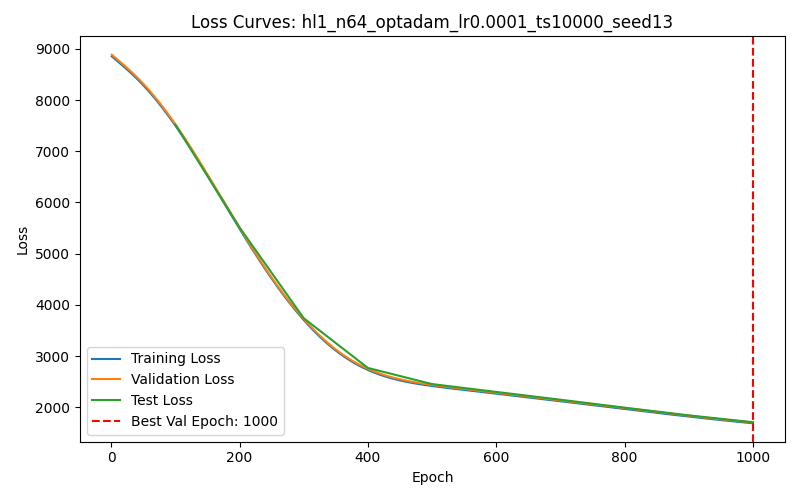 Loss Curves: hl1_n64_optadam_lr0.0001_ts10000_seed13
9000
8000
7000
6000
5000
4000
3000
2000
Loss
Training Loss
Validation Loss
Test Loss
Best Val Epoch: 1000
0
200
400
600
800
1000
Epoch